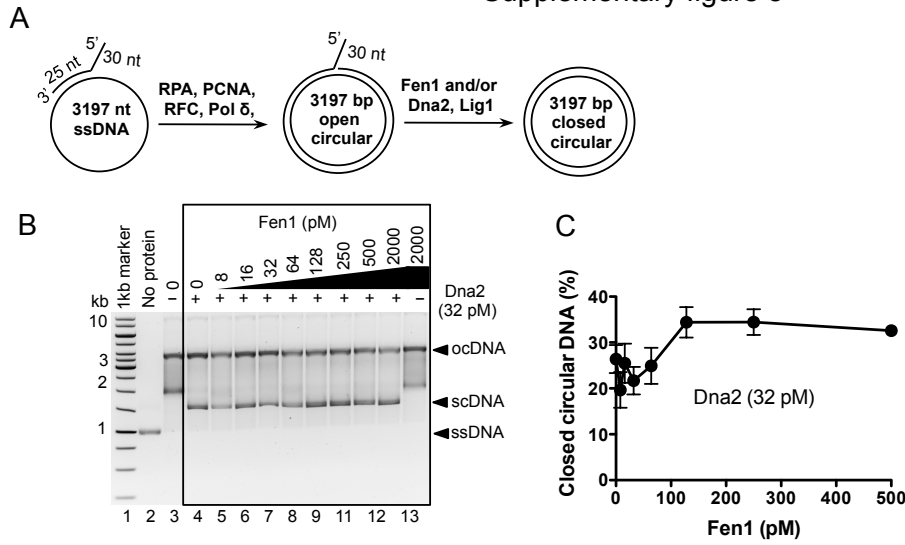 A
5'
30 nt
25 nt
3'
3197 nt
ssDNA
RPA, PCNA,
RFC, Pol δ,
5'
30 nt
3197 bp
open
circular
Fen1 and/or
Dna2, Lig1
3197 bp
closed
circular
B
Fen1 (pM)
1kb marker
No protein
0
0
8
16
32
64
128
250
500
2000
2000
kb
− + + + + + + + + + −
Dna2
(32 pM)
10
3
2
1
ocDNA
scDNA
ssDNA
1 2 3 4 5 6 7 8 9 11 12 13
C
Closed circular DNA (%)
40
30
20
10
0
Dna2 (32 pM)
0 100 200 300 400 500
Fen1 (pM)